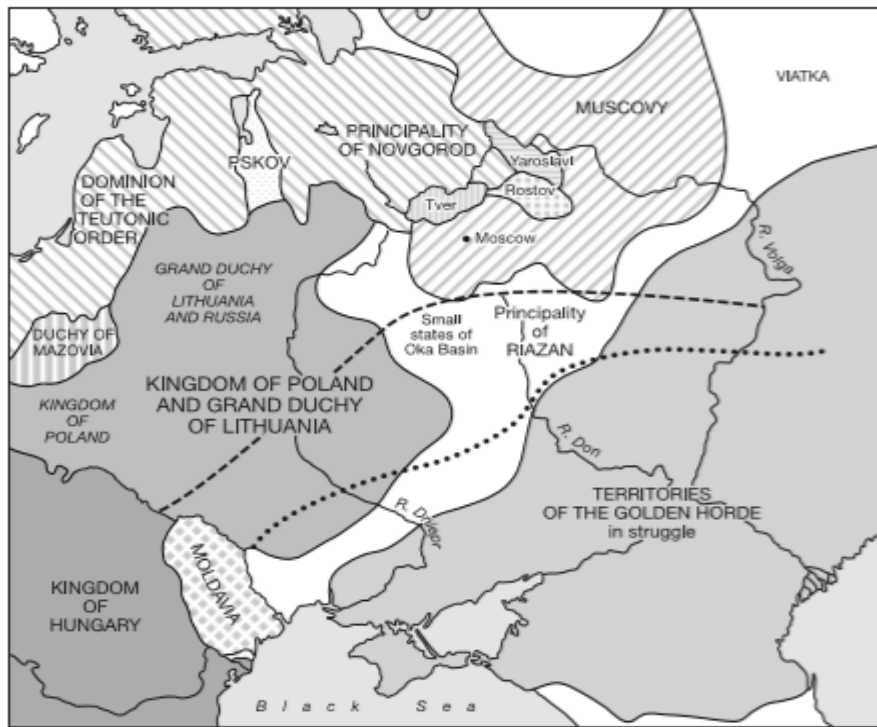 VIATKA
MUSCOVY
PRINCIPALITY
OF NOVGOROD
Yaroslavl
PSKOV
Rostov
DOMINION
OF THE
TEUTONIC
ORDER
Tver
Moscow
R. Volga
GRAND DUCHY
OF
LITHUANIA
AND RUSSIA
Small
states of
Oka Basin
Principality
of
RIAZAN
DUCHY OF
MAZOVIA
KINGDOM OF POLAND
AND GRAND DUCHY
OF LITHUANIA
KINGDOM
OF
POLAND
R. Don
TERRITORIES
OF THE GOLDEN HORDE
in struggle
R. Dnieper
MOLDAVIA
KINGDOM
OF
HUNGARY
Black Sea